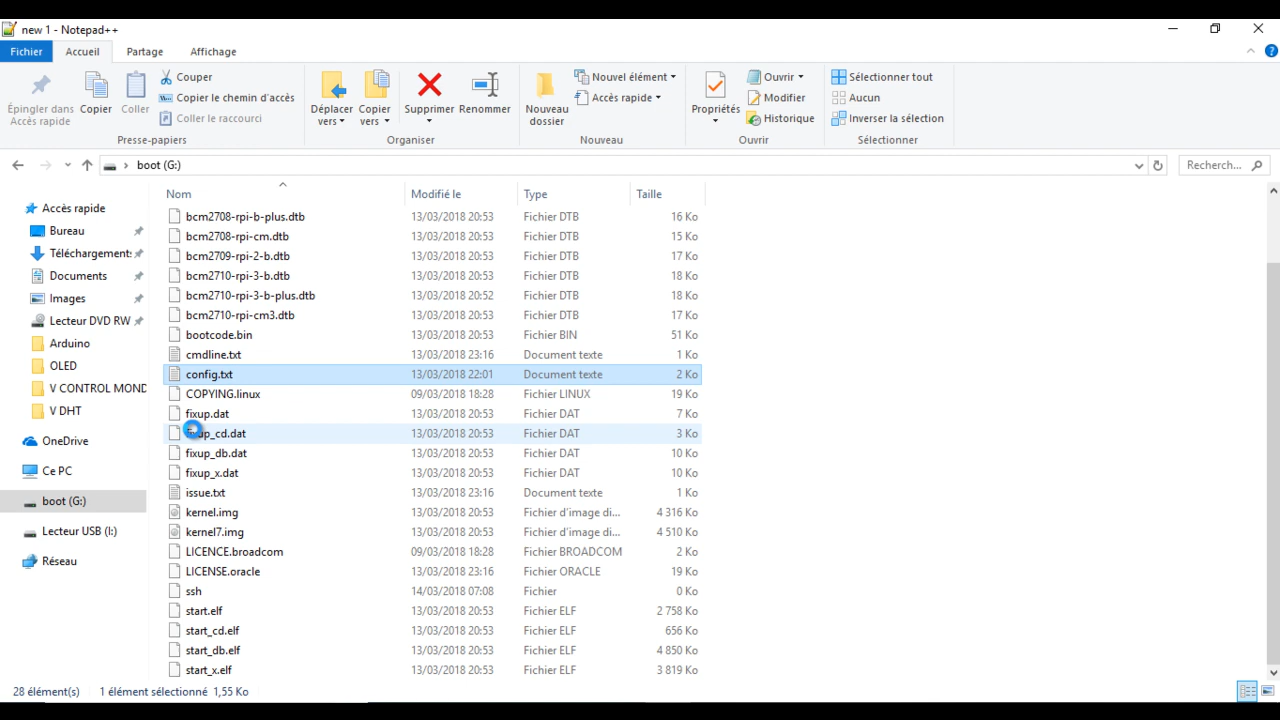 new 1 - Notepad++
Fichier Accueil Partage Affichage
Épingler dans Accès rapide
Copier
Coller
Couper
Copier le chemin d'accès
Coller le raccourci
Presse-papiers
Déplacer vers
Copier vers
Supprimer
Renommer
Organiser
Nouveau dossier
Nouvel élément
Accès rapide
Nouveau
Propriétés
Ouvrir
Modifier
Historique
Ouvrir
Sélectionner tout
Aucun
Inverser la sélection
Sélectionner
boot (G:)
Recherch...
Accès rapide
Bureau
Téléchargement:
Documents
Images
Lecteur DVD RW
Arduino
OLED
V CONTROL MOND
V DHT
OneDrive
Ce PC
boot (G:)
Lecteur USB (I:)
Réseau
Nom Modifié le Type Taille
bcm2708-rpi-b-plus.dtb 13/03/2018 20:53 Fichier DTB 16 Ko
bcm2708-rpi-cm.dtb 13/03/2018 20:53 Fichier DTB 15 Ko
bcm2709-rpi-2-b.dtb 13/03/2018 20:53 Fichier DTB 17 Ko
bcm2710-rpi-3-b.dtb 13/03/2018 20:53 Fichier DTB 18 Ko
bcm2710-rpi-3-b-plus.dtb 13/03/2018 20:52 Fichier DTB 18 Ko
bcm2710-rpi-cm3.dtb 13/03/2018 20:53 Fichier DTB 17 Ko
bootcode.bin 13/03/2018 20:53 Fichier BIN 51 Ko
cmdline.txt 13/03/2018 23:16 Document texte 1 Ko
config.txt 13/03/2018 22:01 Document texte 2 Ko
COPYING.linux 09/03/2018 18:28 Fichier LINUX 19 Ko
fixup.dat 13/03/2018 20:53 Fichier DAT 7 Ko
fixup_cd.dat 13/03/2018 20:53 Fichier DAT 3 Ko
fixup_db.dat 13/03/2018 20:53 Fichier DAT 10 Ko
fixup_x.dat 13/03/2018 20:53 Fichier DAT 10 Ko
issue.txt 13/03/2018 23:16 Document texte 1 Ko
kernel.img 13/03/2018 20:53 Fichier d'image di... 4 316 Ko
kernel7.img 13/03/2018 20:53 Fichier d'image di... 4 510 Ko
LICENCE.broadcom 09/03/2018 18:28 Fichier BROADCOM 2 Ko
LICENSE.oracle 13/03/2018 23:16 Fichier ORACLE 19 Ko
ssh 14/03/2018 07:08 Fichier 0 Ko
start.elf 13/03/2018 20:53 Fichier ELF 2 758 Ko
start_cd.elf 13/03/2018 20:53 Fichier ELF 656 Ko
start_db.elf 13/03/2018 20:53 Fichier ELF 4 850 Ko
start_x.elf 13/03/2018 20:53 Fichier ELF 3 819 Ko
28 élément(s) 1 élément sélectionné 1,55 Ko